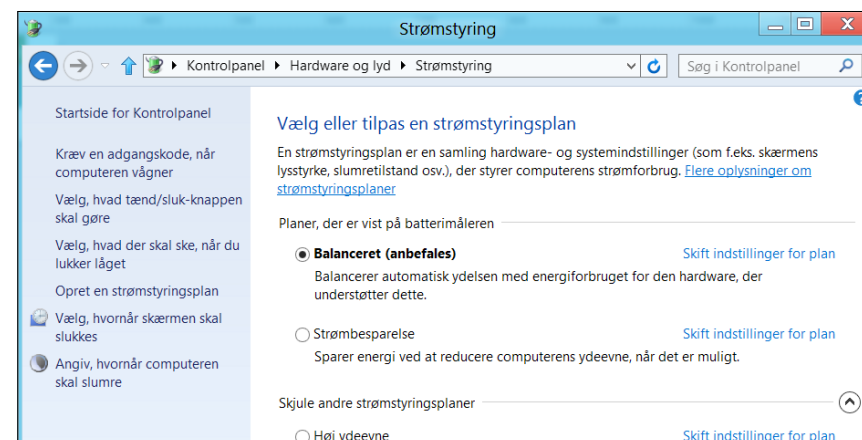 Strømstyring
Kontrolpanel Hardware og lyd Strømstyring
Søg i Kontrolpanel
Startside for Kontrolpanel
Kræv en adgangskode, når
computeren vågner
Vælg, hvad tænd/sluk-knappen
skal gøre
Vælg, hvad der skal ske, når du
lukker låget
Opret en strømstyringsplan
Vælg, hvornår skærmen skal
slukkes
Angiv, hvornår computeren
skal slumre
Vælg eller tilpas en strømstyringsplan
En strømstyringsplan er en samling hardware- og systemindstillinger (som f.eks. skærmens
lysstyrke, slumretilstand osv.), der styrer computerens strømforbrug. Flere oplysninger om
strømstyringsplaner
Planer, der er vist på batterimåleren
Balanceret (anbefales) Skift indstillinger for plan
Balancerer automatisk ydelsen med energiforbruget for den hardware, der
understøtter dette.
Strømbesparelse Skift indstillinger for plan
Sparer energi ved at reducere computerens ydeevne, når det er muligt.
Skjule andre strømstyringsplaner
Høj ydeevne Skift indstillinger for plan